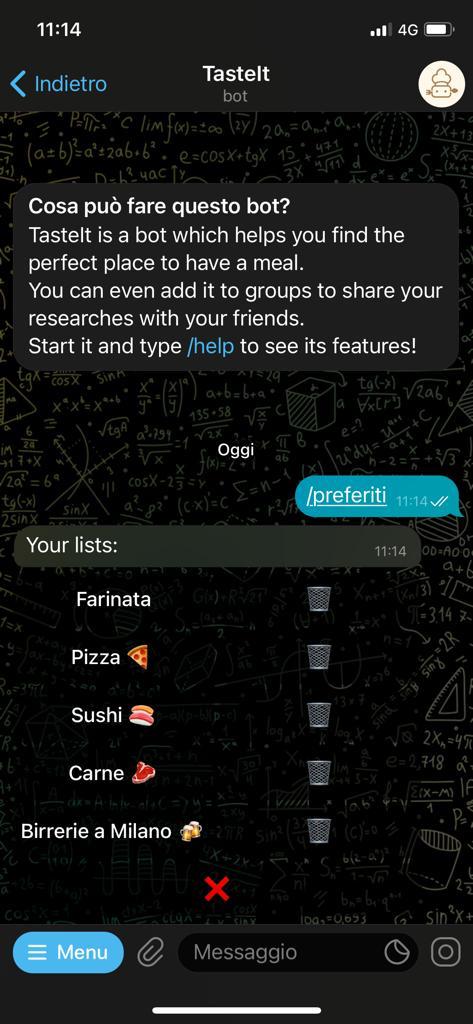 11:14
4G
Indietro
TasteIt
bot
Cosa può fare questo bot?
TasteIt is a bot which helps you find the
perfect place to have a meal.
You can even add it to groups to share your
researches with your friends.
Start it and type /help to see its features!
Oggi
/preferiti 11:14
Your lists: 11:14
Farinata
Pizza 🍕
Sushi 🍣
Carne 🥩
Birrerie a Milano 🍻
Menu
Messaggio